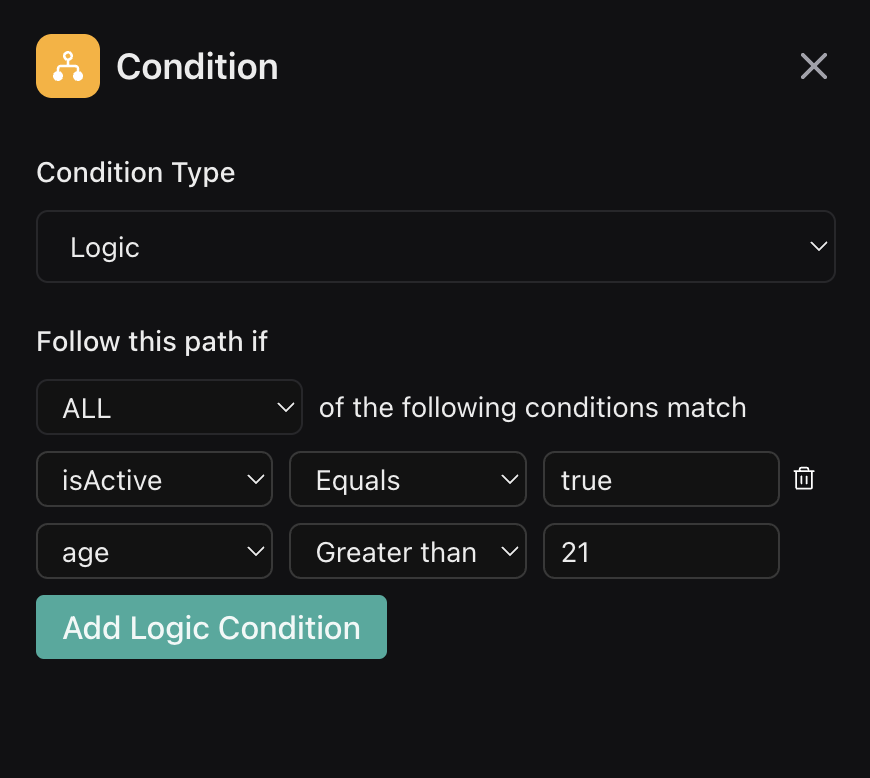 Condition
Condition Type
Logic
Follow this path if
ALL of the following conditions match
isActive Equals true
age Greater than 21
Add Logic Condition